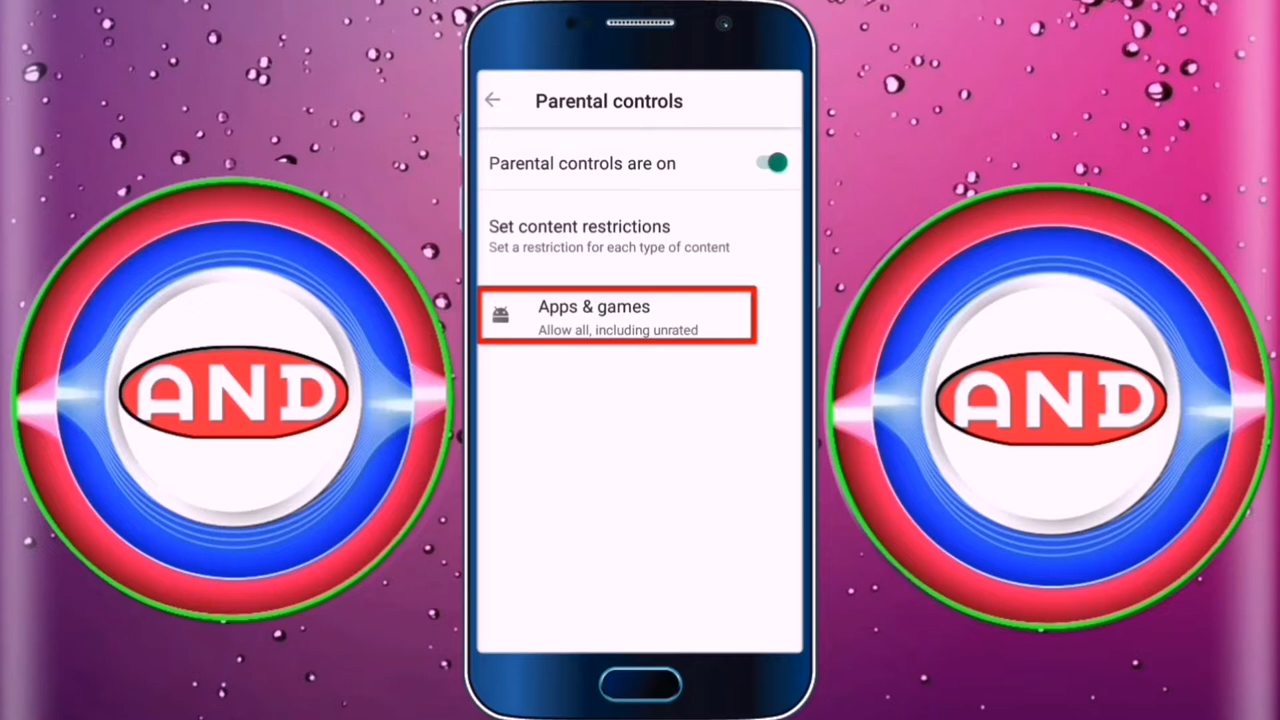 Parental controls
Parental controls are on
Set content restrictions
Set a restriction for each type of content
Apps & games
Allow all, including unrated
AND
AND